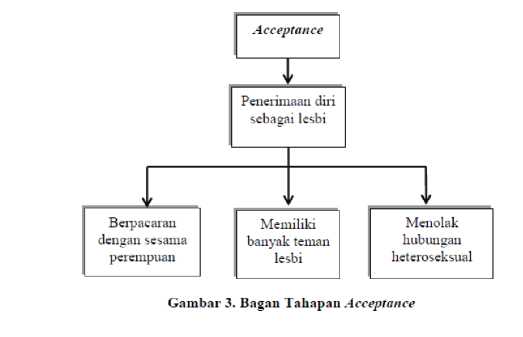 Acceptance
Penerimaan diri
sebagai lesbi
Berpacaran
dengan sesama
perempuan
Memiliki
banyak teman
lesbi
Menolak
hubungan
heteroseksual
Gambar 3. Bagan Tahapan Acceptance